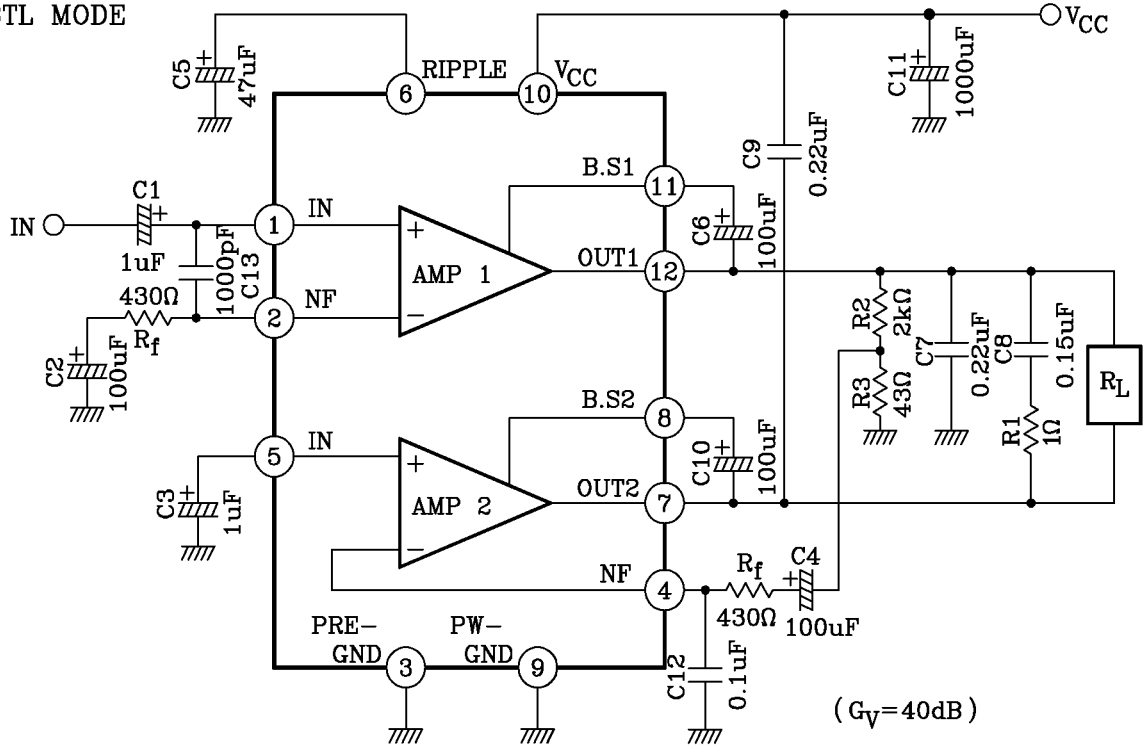 BTL MODE
VCC
C5
+
47uF
RIPPLE
6
VCC
10
C11
+
1000uF
C9
0.22uF
B.S1
11
C6
+
100uF
C1
+
1uF
IN
1
IN
+
AMP 1
−
OUT1
12
1000pF
C13
430Ω
Rf
NF
2
C2
+
100uF
R2
2kΩ
R3
43Ω
C7
0.22uF
C8
0.15uF
R1
1Ω
RL
B.S2
8
C10
+
100uF
5
IN
+
AMP 2
−
OUT2
7
C3
+
1uF
NF
4
Rf
430Ω
C4
+
100uF
PRE-
GND
3
PW-
GND
9
C12
0.1uF
(GV=40dB)